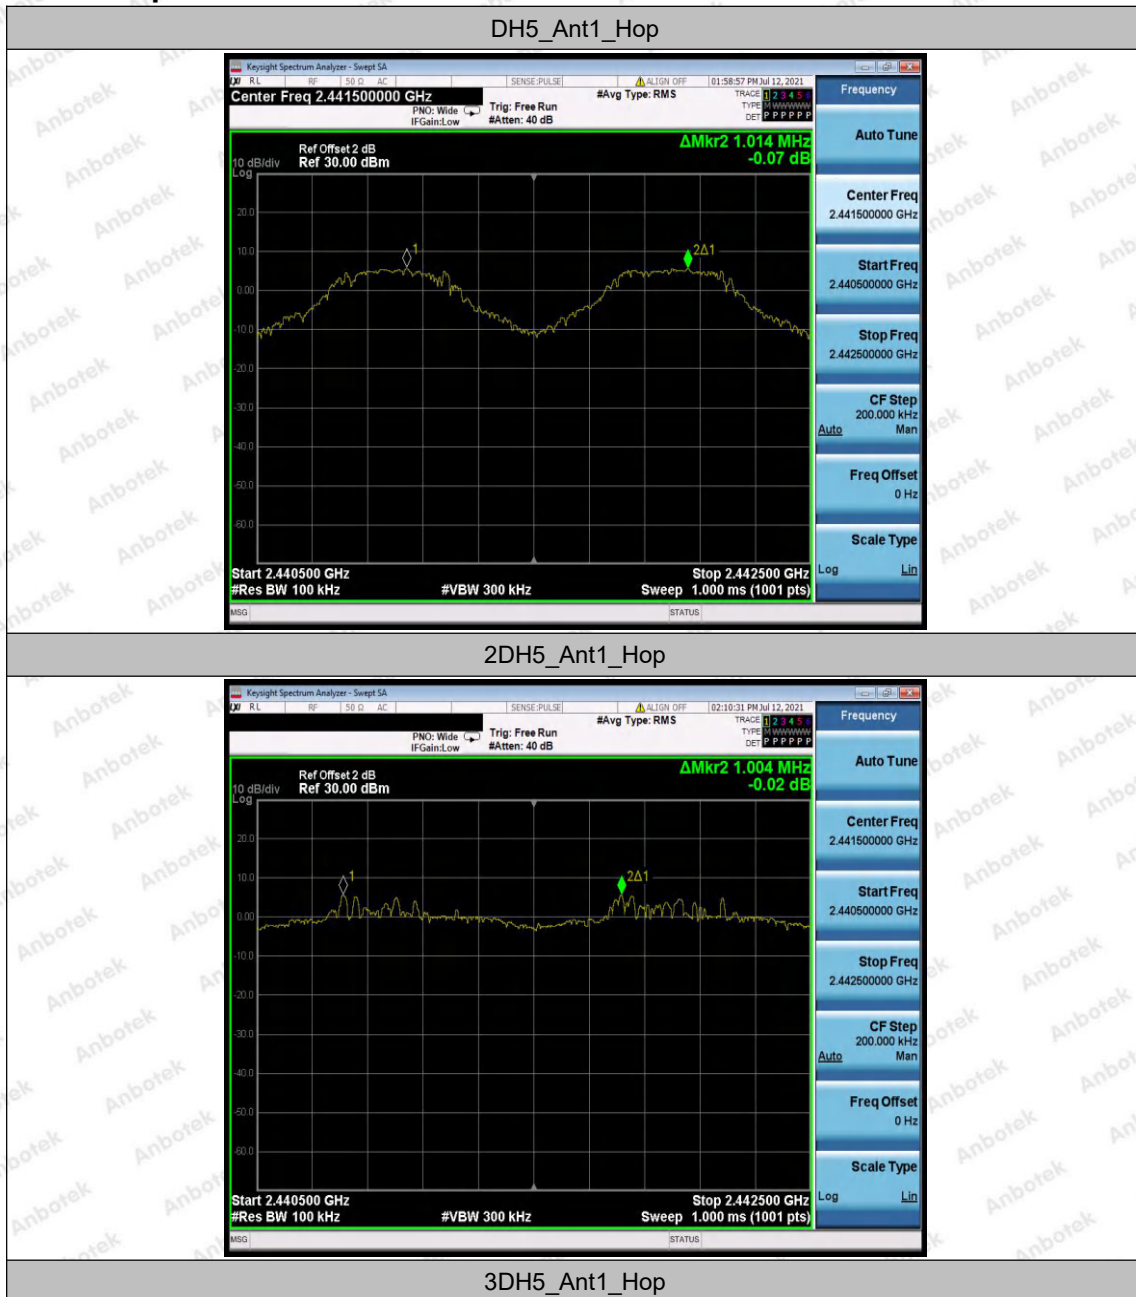 DH5_Ant1_Hop
Keysight Spectrum Analyzer - Swept SA
RL RF 50 Ω AC SENSE:PULSE ALIGN OFF 01:58:57 PM Jul 12, 2021
Center Freq 2.441500000 GHz #Avg Type: RMS TRACE 1 2 3 4 5 6
PNO: Wide Trig: Free Run TYPE M WWWWW
IFGain:Low #Atten: 40 dB DET P P P P P P
Frequency
Auto Tune
ΔMkr2 1.014 MHz
-0.07 dB
Ref Offset 2 dB
10 dB/div Ref 30.00 dBm
Log
20.0
10.0
0.00
-10.0
-20.0
-30.0
-40.0
-50.0
-60.0
1
2Δ1
Center Freq
2.441500000 GHz
Start Freq
2.440500000 GHz
Stop Freq
2.442500000 GHz
CF Step
200.000 kHz
Auto Man
Freq Offset
0 Hz
Scale Type
Log Lin
Start 2.440500 GHz Stop 2.442500 GHz
#Res BW 100 kHz #VBW 300 kHz Sweep 1.000 ms (1001 pts)
MSG STATUS
2DH5_Ant1_Hop
Keysight Spectrum Analyzer - Swept SA
RL RF 50 Ω AC SENSE:PULSE ALIGN OFF 02:10:31 PM Jul 12, 2021
#Avg Type: RMS TRACE 1 2 3 4 5 6
PNO: Wide Trig: Free Run TYPE M WWWWW
IFGain:Low #Atten: 40 dB DET P P P P P P
Frequency
Auto Tune
ΔMkr2 1.004 MHz
-0.02 dB
Ref Offset 2 dB
10 dB/div Ref 30.00 dBm
Log
20.0
10.0
0.00
-10.0
-20.0
-30.0
-40.0
-50.0
-60.0
1
2Δ1
Center Freq
2.441500000 GHz
Start Freq
2.440500000 GHz
Stop Freq
2.442500000 GHz
CF Step
200.000 kHz
Auto Man
Freq Offset
0 Hz
Scale Type
Log Lin
Start 2.440500 GHz Stop 2.442500 GHz
#Res BW 100 kHz #VBW 300 kHz Sweep 1.000 ms (1001 pts)
MSG STATUS
3DH5_Ant1_Hop
Anbotek